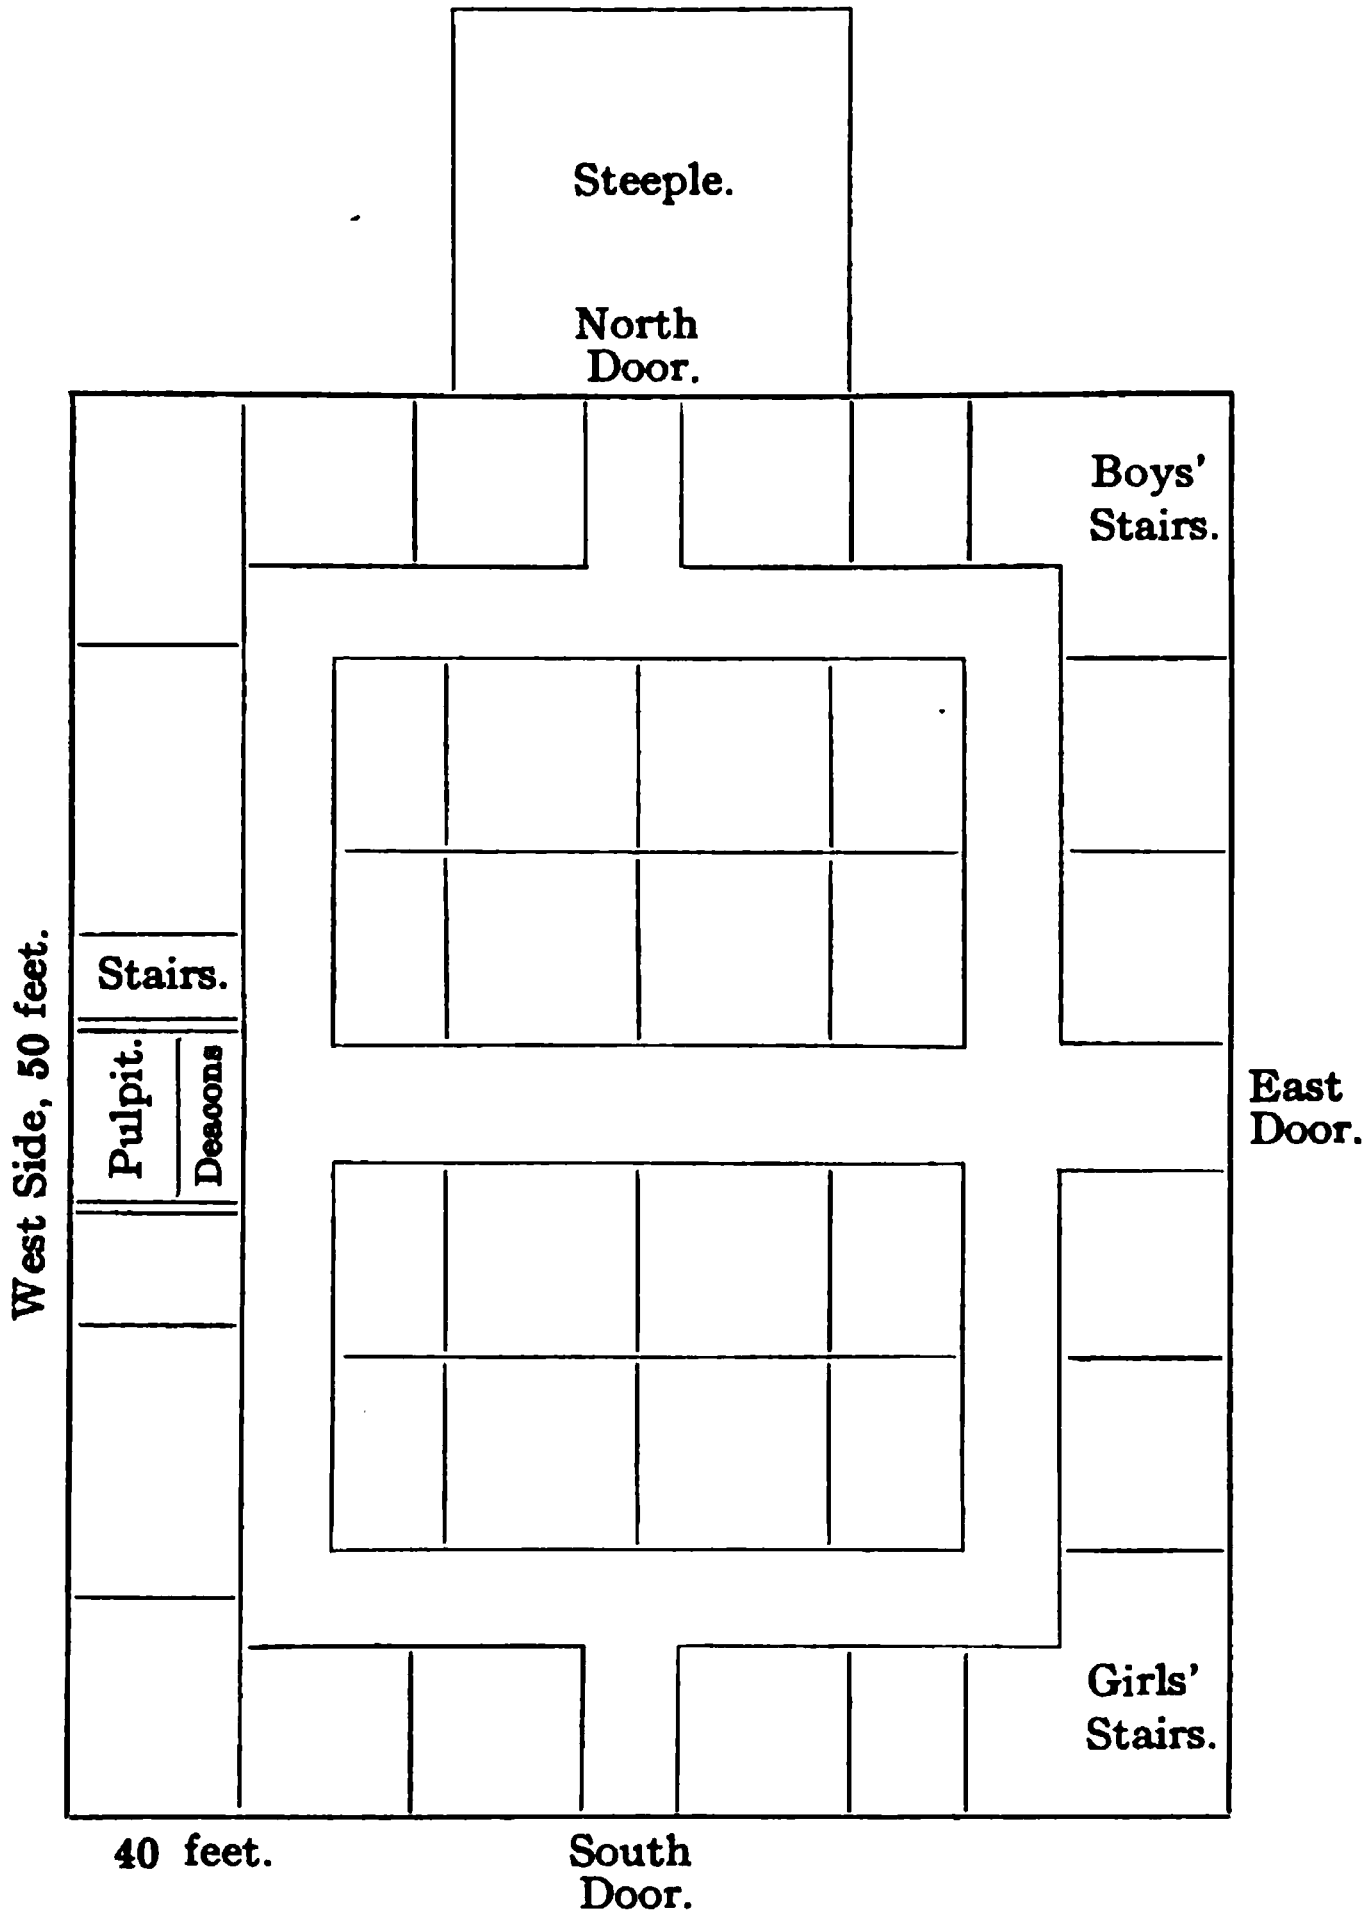 Steeple.
North
Door.
Boys'
Stairs.
West Side, 50 feet.
Stairs.
Pulpit.
Deacons
East
Door.
Girls'
Stairs.
40 feet.
South
Door.